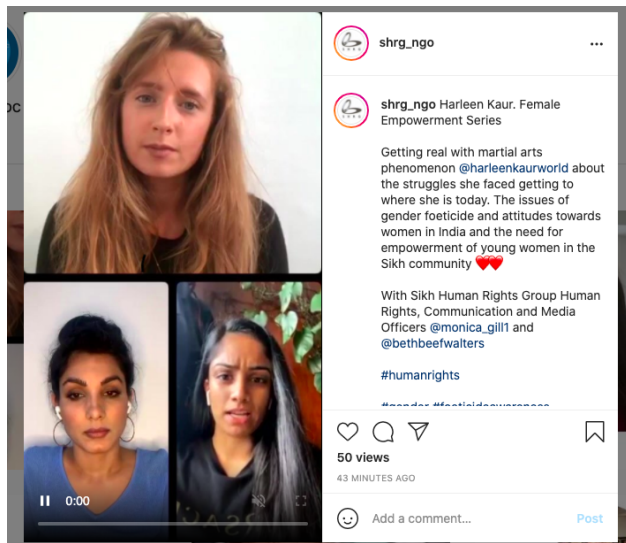 oc
shrg_ngo
shrg_ngo Harleen Kaur. Female
Empowerment Series
Getting real with martial arts
phenomenon @harleenkaurworld about
the struggles she faced getting to
where she is today. The issues of
gender foeticide and attitudes towards
women in India and the need for
empowerment of young women in the
Sikh community ❤️❤️
With Sikh Human Rights Group Human
Rights, Communication and Media
Officers @monica_gill1 and
@bethbeefwalters
#humanrights
#gender #foeticideawareness
50 views
43 MINUTES AGO
0:00
Add a comment...
Post